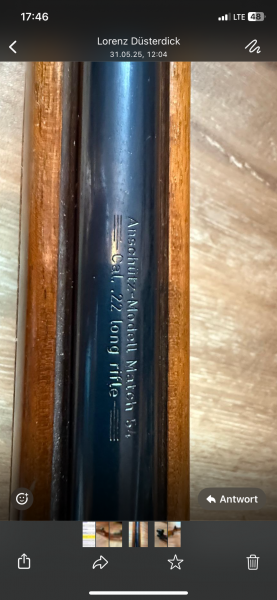 17:46
LTE 48
Lorenz Düsterdick
31.05.25, 12:04
Anschütz-Modell Match 54
Cal. .22 long rifle
Antwort